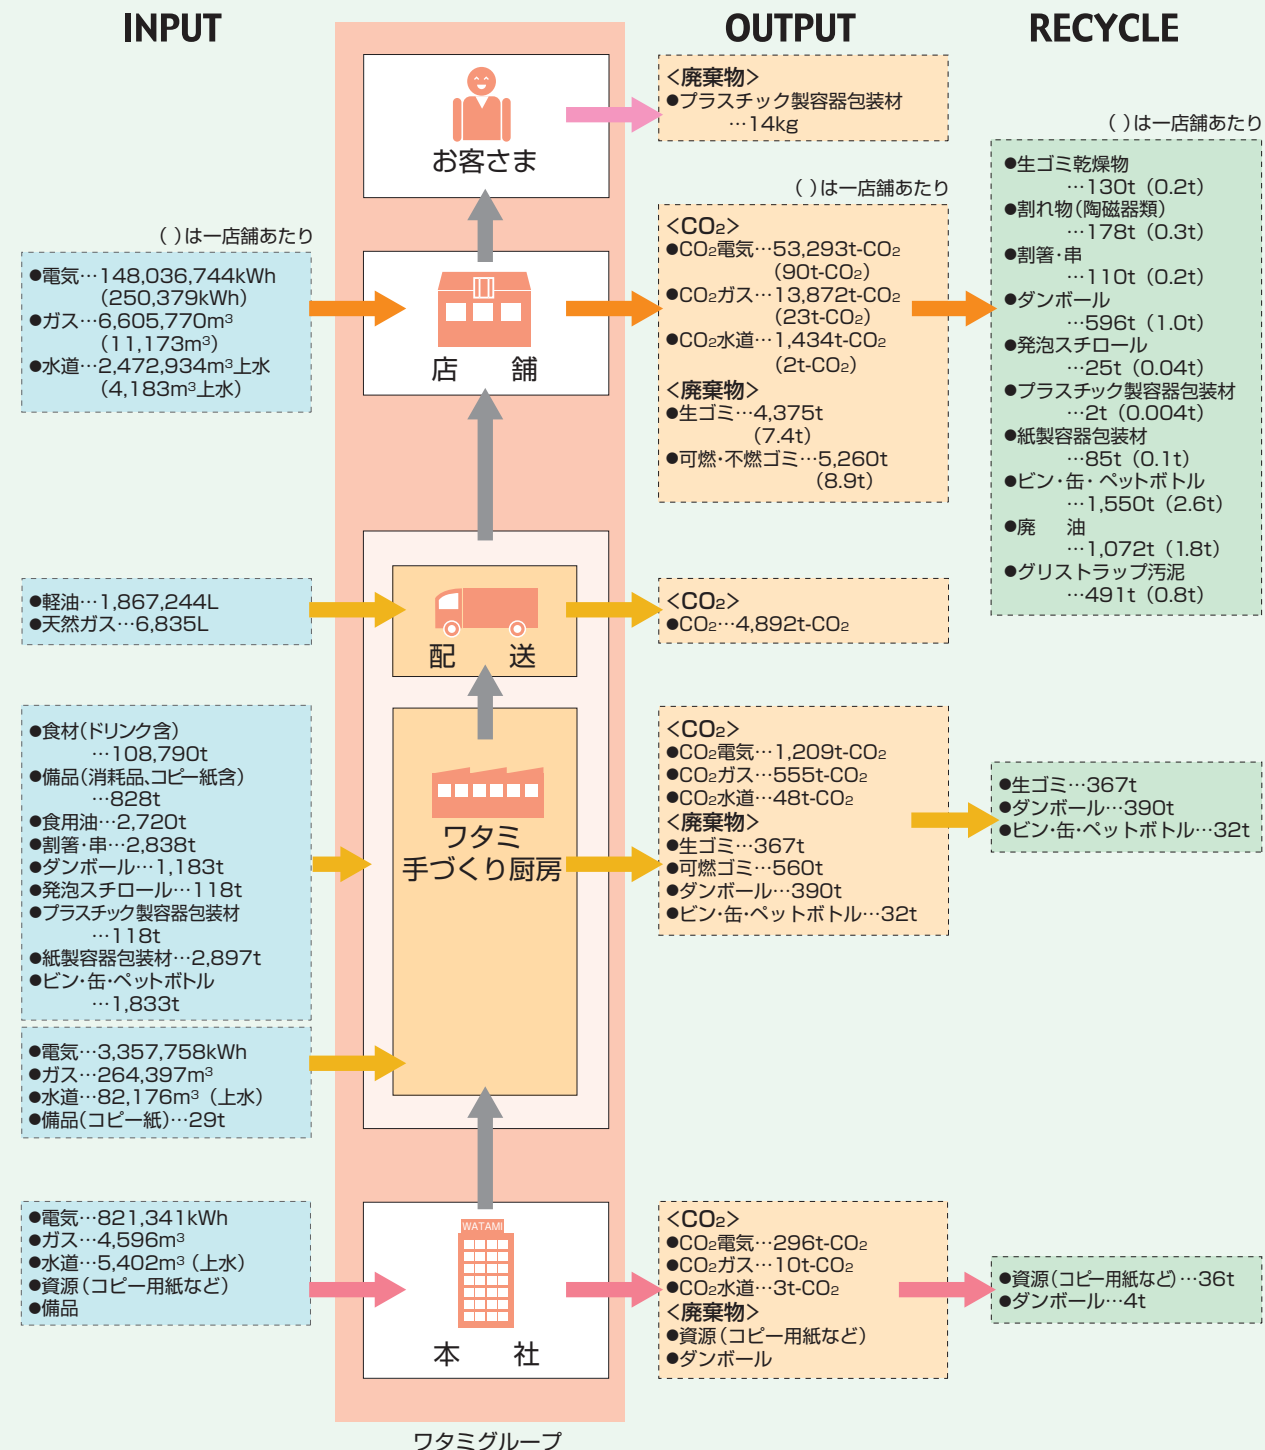 INPUT
OUTPUT
RECYCLE
お客さま
<廃棄物>
●プラスチック製容器包装材
…14kg
( )は一店舗あたり
●電気…148,036,744kWh
(250,379kWh)
●ガス…6,605,770m³
(11,173m³)
●水道…2,472,934m³上水
(4,183m³上水)
店　舗
( )は一店舗あたり
<CO₂>
●CO₂電気…53,293t-CO₂
(90t-CO₂)
●CO₂ガス…13,872t-CO₂
(23t-CO₂)
●CO₂水道…1,434t-CO₂
(2t-CO₂)
<廃棄物>
●生ゴミ…4,375t
(7.4t)
●可燃・不燃ゴミ…5,260t
(8.9t)
( )は一店舗あたり
●生ゴミ乾燥物
…130t (0.2t)
●割れ物(陶磁器類)
…178t (0.3t)
●割箸・串
…110t (0.2t)
●ダンボール
…596t (1.0t)
●発泡スチロール
…25t (0.04t)
●プラスチック製容器包装材
…2t (0.004t)
●紙製容器包装材
…85t (0.1t)
●ビン・缶・ペットボトル
…1,550t (2.6t)
●廃　油
…1,072t (1.8t)
●グリストラップ汚泥
…491t (0.8t)
●軽油…1,867,244L
●天然ガス…6,835L
配　送
<CO₂>
●CO₂…4,892t-CO₂
●食材(ドリンク含)
…108,790t
●備品(消耗品、コピー紙含)
…828t
●食用油…2,720t
●割箸・串…2,838t
●ダンボール…1,183t
●発泡スチロール…118t
●プラスチック製容器包装材
…118t
●紙製容器包装材…2,897t
●ビン・缶・ペットボトル
…1,833t
●電気…3,357,758kWh
●ガス…264,397m³
●水道…82,176m³ (上水)
●備品(コピー紙)…29t
ワタミ
手づくり厨房
<CO₂>
●CO₂電気…1,209t-CO₂
●CO₂ガス…555t-CO₂
●CO₂水道…48t-CO₂
<廃棄物>
●生ゴミ…367t
●可燃ゴミ…560t
●ダンボール…390t
●ビン・缶・ペットボトル…32t
●生ゴミ…367t
●ダンボール…390t
●ビン・缶・ペットボトル…32t
●電気…821,341kWh
●ガス…4,596m³
●水道…5,402m³ (上水)
●資源(コピー用紙など)
●備品
WATAMI
本　社
<CO₂>
●CO₂電気…296t-CO₂
●CO₂ガス…10t-CO₂
●CO₂水道…3t-CO₂
<廃棄物>
●資源(コピー用紙など)
●ダンボール
●資源(コピー用紙など)…36t
●ダンボール…4t
ワタミグループ